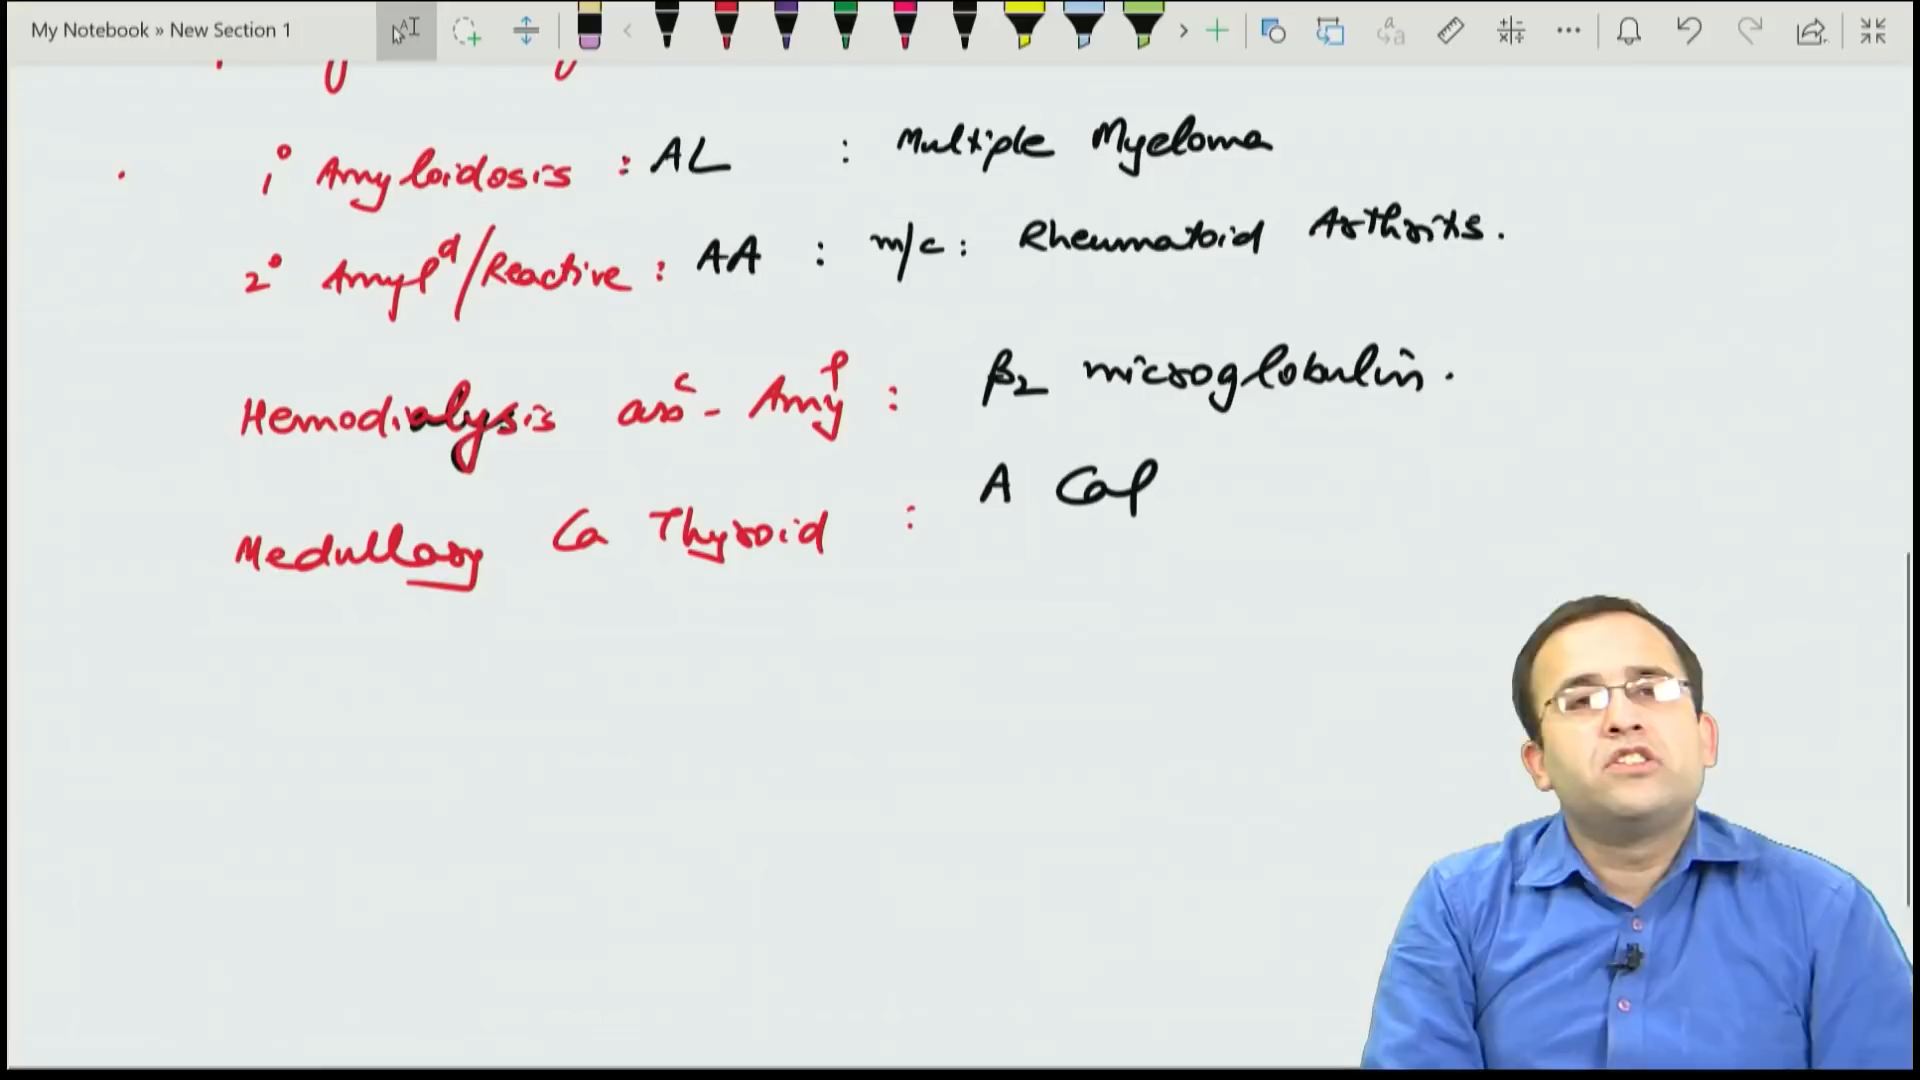 My Notebook » New Section 1
1° Amyloidosis : AL : Multiple Myeloma
2° Amyl^d/Reactive : AA : m/c : Rheumatoid Arthritis.
Hemodialysis ass^c - Amy^l : β2 microglobulin.
Medullary Ca Thyroid : A Cal